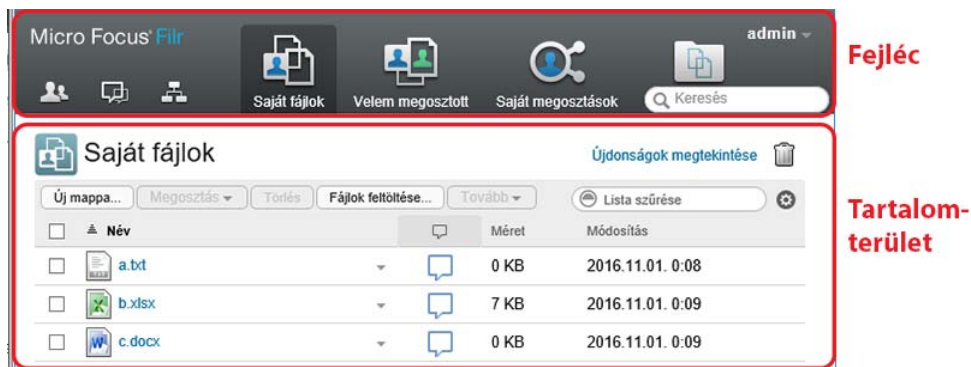 Micro Focus Filr
admin
Saját fájlok
Velem megosztott
Saját megosztások
Keresés
Fejléc
Saját fájlok
Újdonságok megtekintése
Új mappa...
Megosztás
Törlés
Fájlok feltöltése...
Tovább
Lista szűrése
Név
Méret
Módosítás
a.txt
0 KB
2016.11.01. 0:08
b.xlsx
7 KB
2016.11.01. 0:09
c.docx
0 KB
2016.11.01. 0:09
Tartalom-
terület